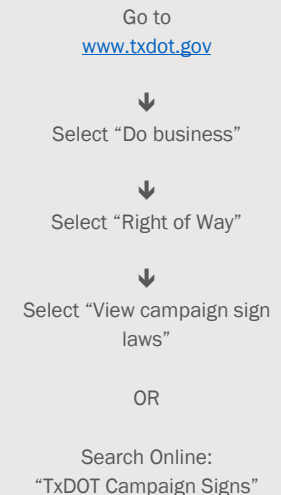 Go to
www.txdot.gov
🡻
Select “Do business”
🡻
Select “Right of Way”
🡻
Select “View campaign sign
laws”
OR
Search Online:
“TxDOT Campaign Signs”